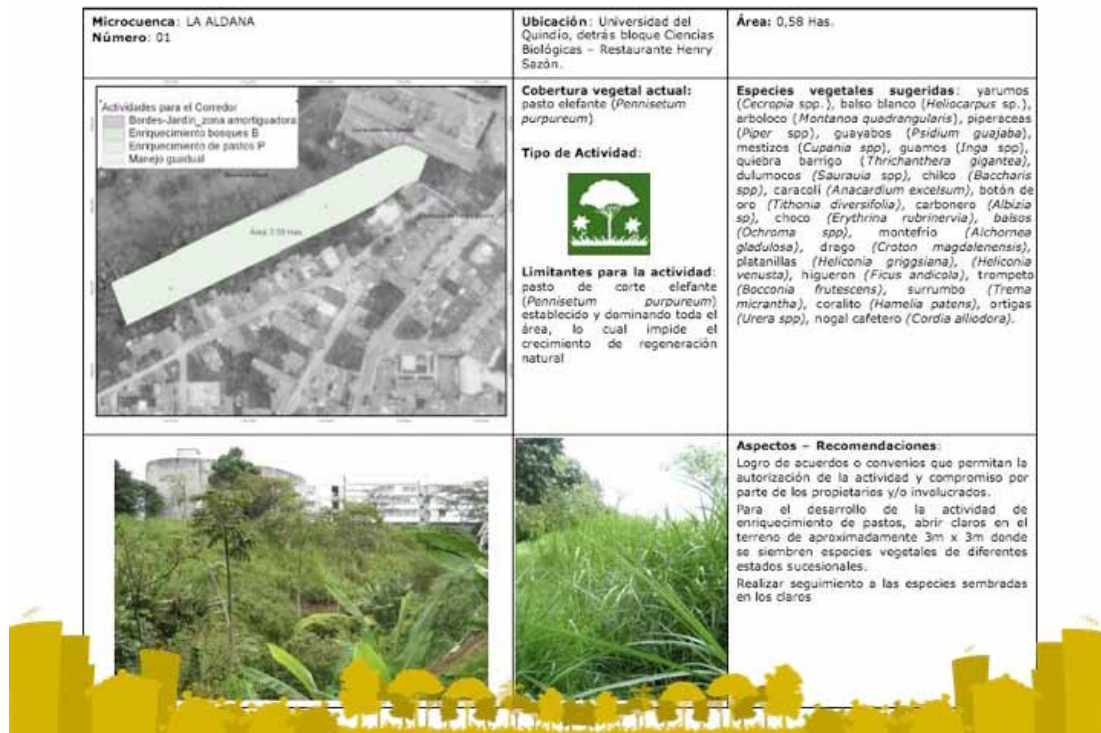 Microcuenca: LA ALDANA
Número: 01
Ubicación: Universidad del
Quindío, detrás bloque Ciencias
Biológicas – Restaurante Henry
Sazón.
Área: 0,58 Has.
Actividades para el Corredor
Bordes-Jardin_zona amortiguadora
Enriquecimiento bosques B
Enriquecimiento de pastos P
Manejo guadual
Cobertura vegetal actual:
pasto elefante (Pennisetum
purpureum)
Tipo de Actividad:
Limitantes para la actividad:
pasto de corte elefante
(Pennisetum purpureum)
establecido y dominando toda el
área, lo cual impide el
crecimiento de regeneración
natural
Especies vegetales sugeridas: yarumos
(Cecropia spp.), balso blanco (Heliocarpus sp.),
arboloco (Montanoa quadrangularis), piperaceas
(Piper spp), guayabos (Psidium guajaba),
mestizos (Cupania spp), guamos (Inga spp),
quiebra barrigo (Thrichanthera gigantea),
dulumocos (Saurauia spp), chilco (Baccharis
spp), caracolí (Anacardium excelsum), botón de
oro (Tithonia diversifolia), carbonero (Albizia
sp), choco (Erythrina rubrinervia), balsos
(Ochroma spp), montefrio (Alchornea
gladulosa), drago (Croton magdalenensis),
platanillas (Heliconia griggsiana), (Heliconia
venusta), higueron (Ficus andicola), trompeto
(Bocconia frutescens), surrumbo (Trema
micrantha), coralito (Hamelia patens), ortigas
(Urera spp), nogal cafetero (Cordia alliodora).
Aspectos – Recomendaciones:
Logro de acuerdos o convenios que permitan la
autorización de la actividad y compromiso por
parte de los propietarios y/o involucrados.
Para el desarrollo de la actividad de
enriquecimiento de pastos, abrir claros en el
terreno de aproximadamente 3m x 3m donde
se siembren especies vegetales de diferentes
estados sucesionales.
Realizar seguimiento a las especies sembradas
en los claros